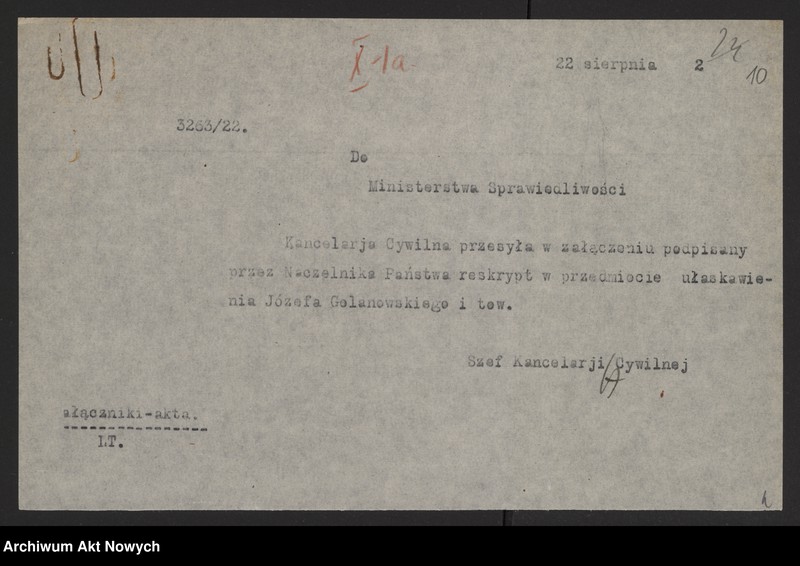 X-1a
22 sierpnia 2
24
10
3253/22.
Do
Ministerstwa Sprawiedliwości
Kancelarja Cywilna przesyła w załączeniu podpisany
przez Naczelnika Państwa reskrypt w przedmiocie ułaskawie-
nia Józefa Golanowskiego i tow.
Szef Kancelarji Cywilnej
ałączniki-akta.
LT.
Archiwum Akt Nowych